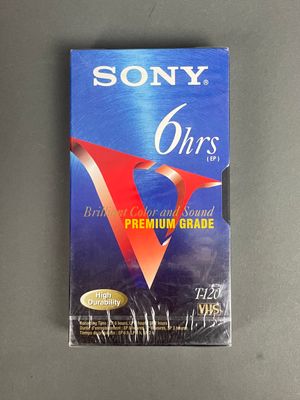 SONY®
6hrs
(EP)
V
Brilliant Color and Sound
PREMIUM GRADE
High
Durability
T-120
VHS